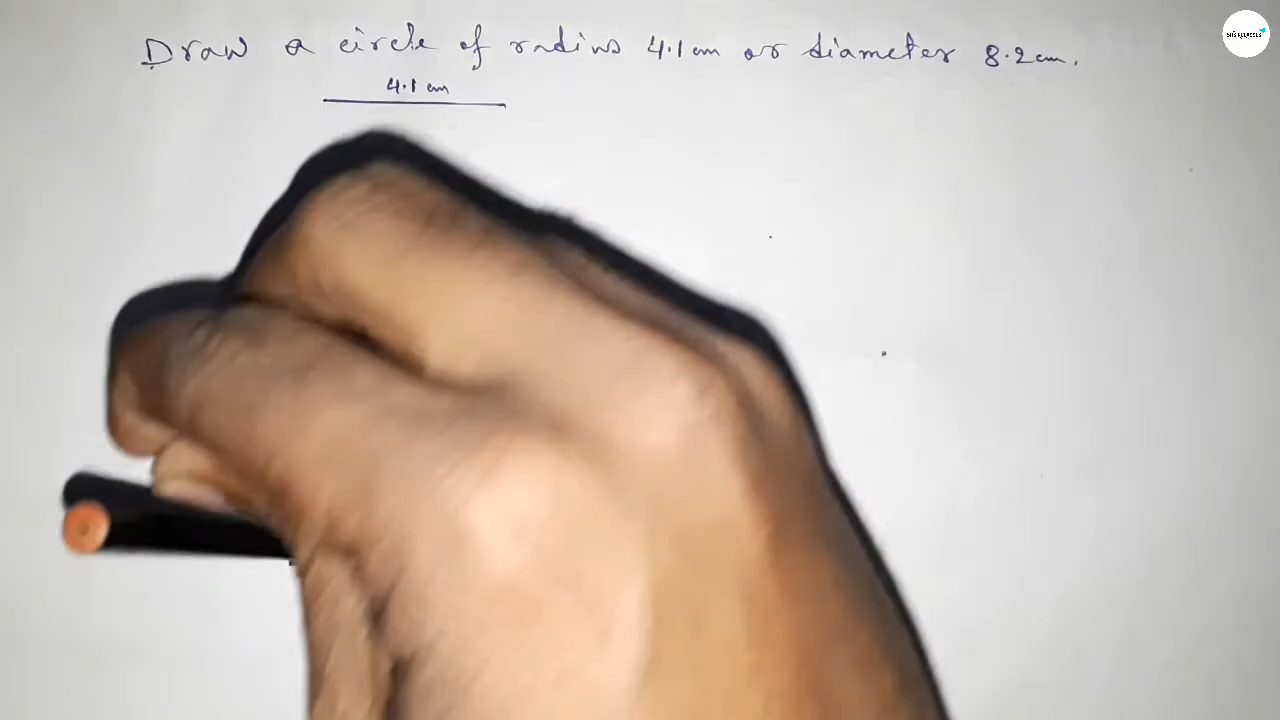 Draw a circle of radius 4.1 cm or diameter 8.2 cm.
4.1 cm